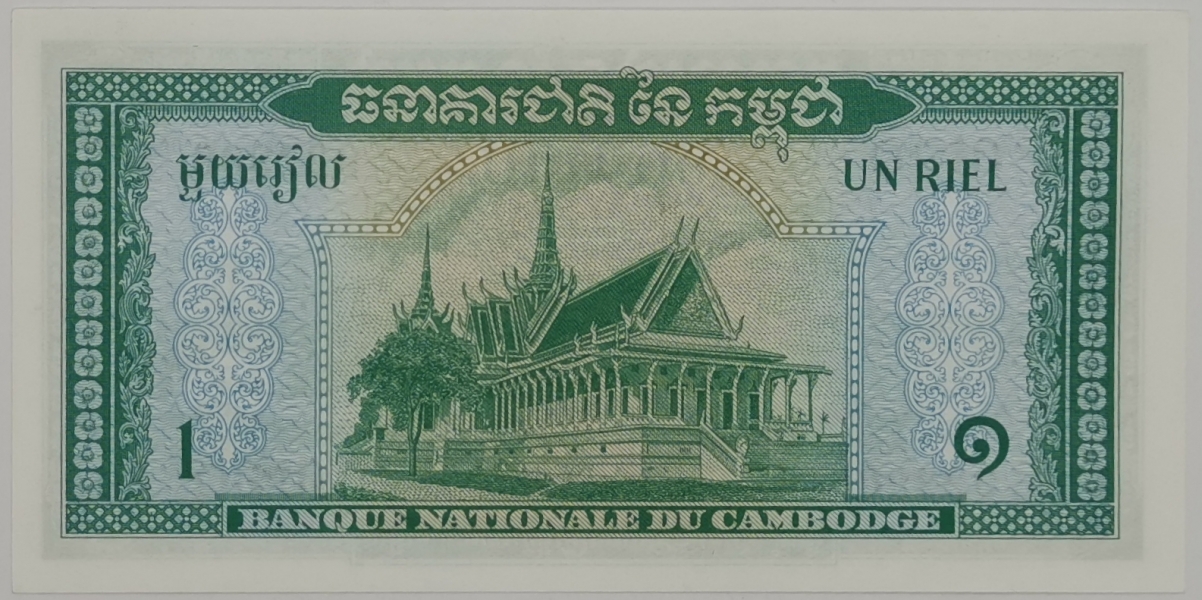 ធនាគារជាតិ នៃ កម្ពុជា
មួយរៀល
UN RIEL
1
១
BANQUE NATIONALE DU CAMBODGE